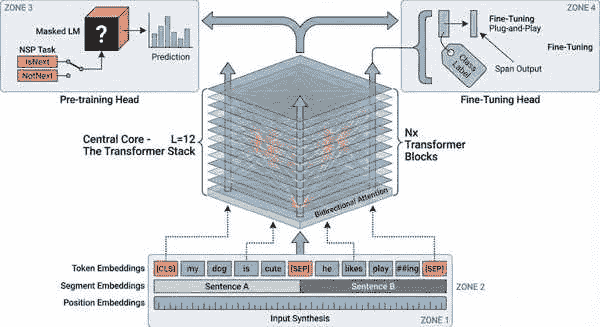 ZONE 3
Masked LM
?
NSP Task
IsNext
NotNext
Prediction
Pre-training Head
ZONE 4
Fine-Tuning
Plug-and-Play
Fine-Tuning
Class Label
Span Output
Fine-Tuning Head
Central Core - L=12
The Transformer Stack
Nx
Transformer
Blocks
Bidirectional Attention
Token Embeddings [CLS] my dog is cute [SEP] he likes play ##ing [SEP]
Segment Embeddings Sentence A Sentence B
ZONE 2
Position Embeddings
Input Synthesis
ZONE 1